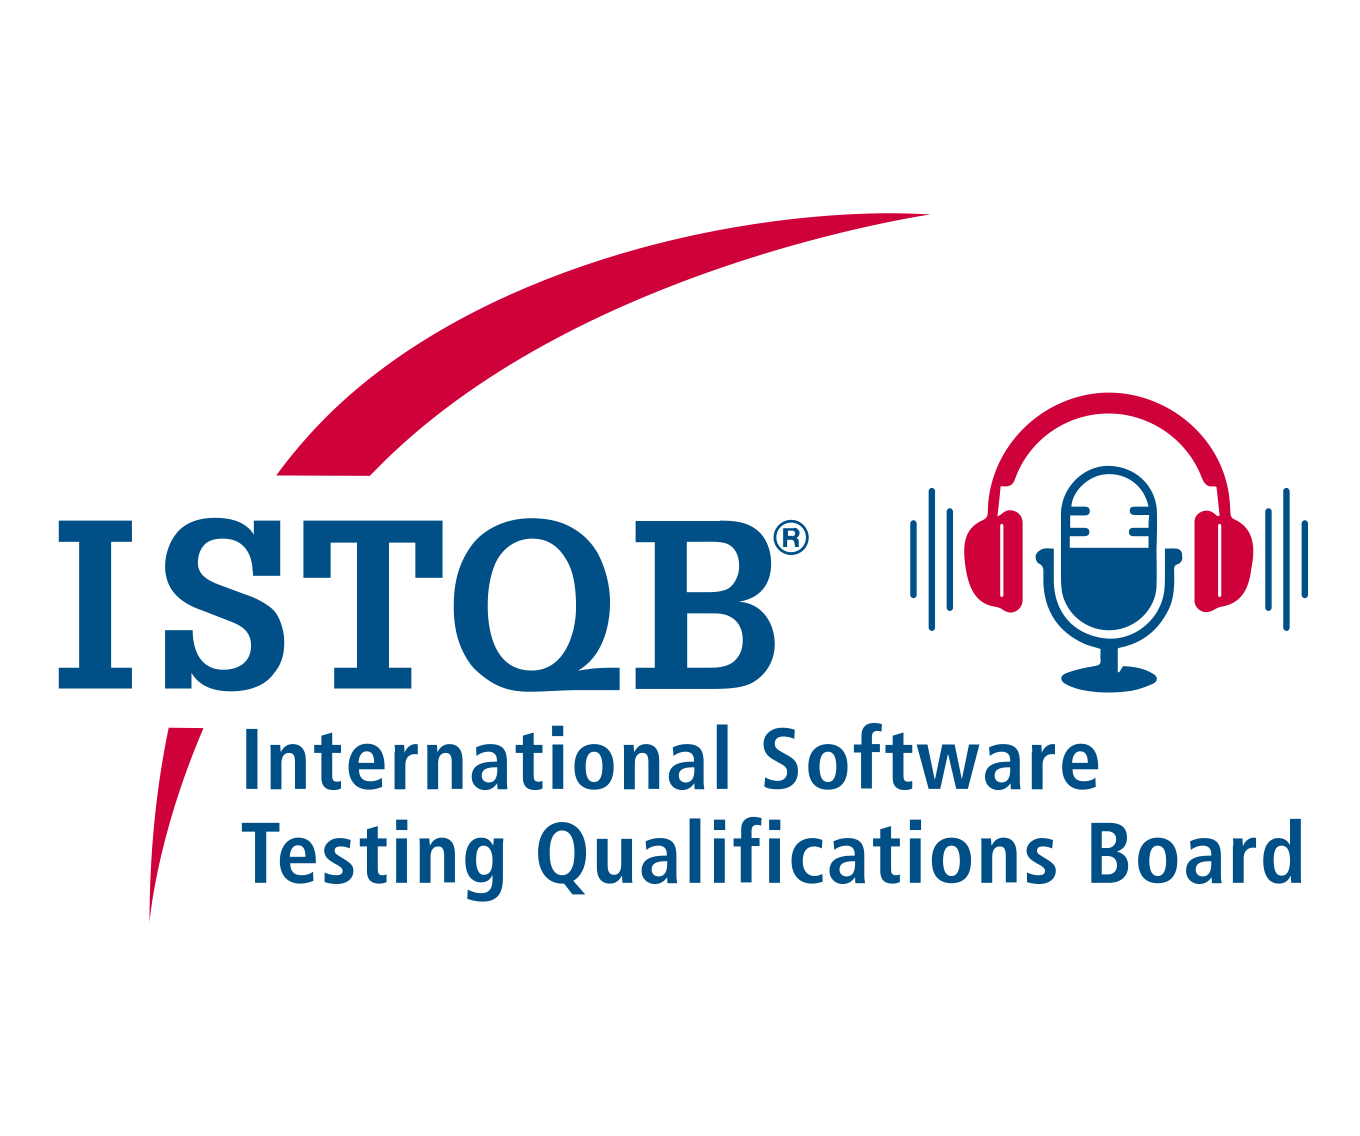 ISTQB®
International Software
Testing Qualifications Board